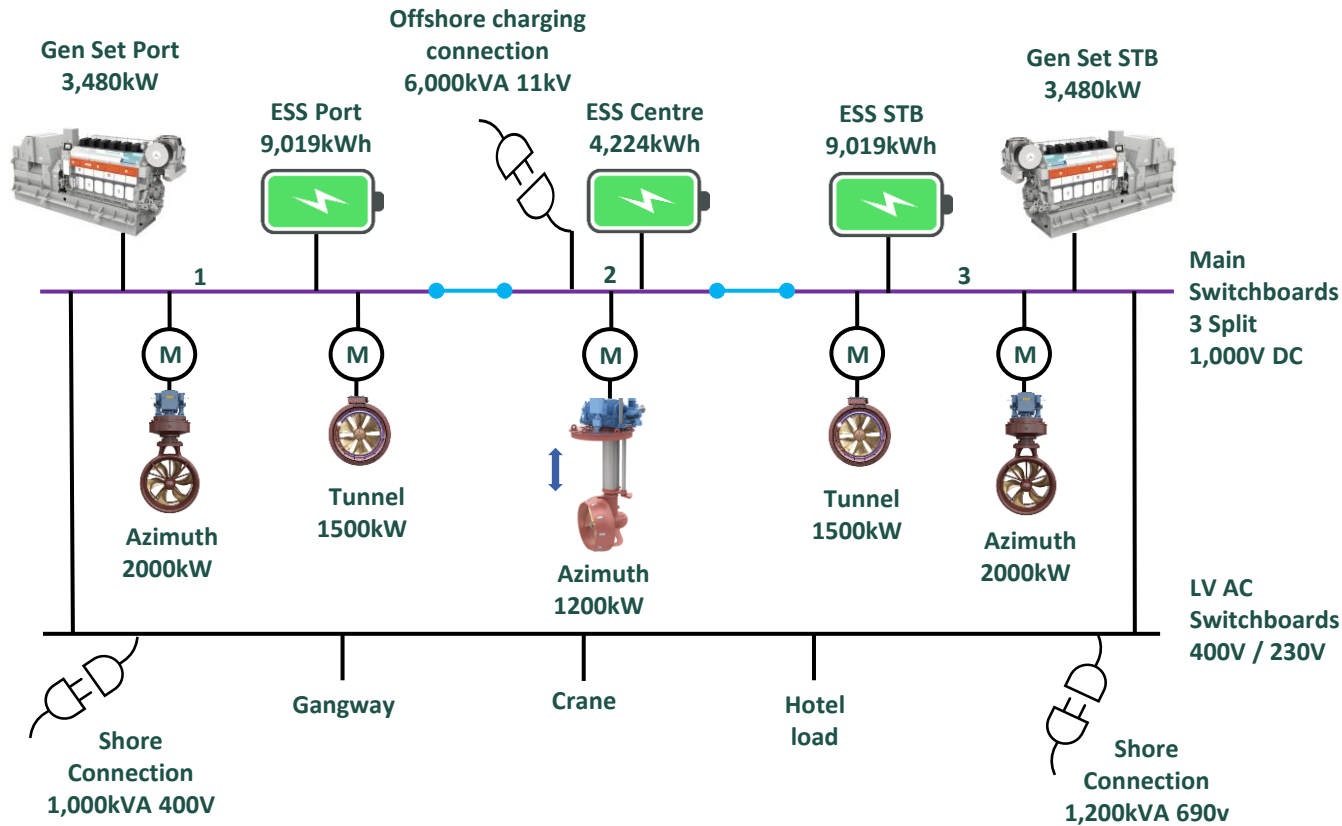 Offshore charging
connection
6,000kVA 11kV
Gen Set Port
3,480kW
Gen Set STB
3,480kW
ESS Port
9,019kWh
ESS Centre
4,224kWh
ESS STB
9,019kWh
1
2
3
Main
Switchboards
3 Split
1,000V DC
M
M
M
M
M
Tunnel
1500kW
Tunnel
1500kW
Azimuth
2000kW
Azimuth
1200kW
Azimuth
2000kW
LV AC
Switchboards
400V / 230V
Gangway
Crane
Hotel
load
Shore
Connection
1,000kVA 400V
Shore
Connection
1,200kVA 690v